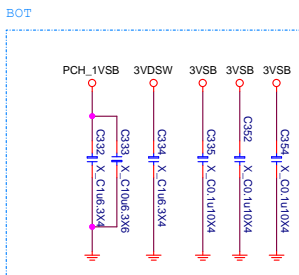 BOT
PCH_1VSB
3VDSW
3VSB
3VSB
3VSB
C332
X_C1u6.3X4
C333
X_C10u6.3X6
C334
X_C1u6.3X4
C335
X_C0.1u10X4
C352
X_C0.1u10X4
C354
X_C0.1u10X4